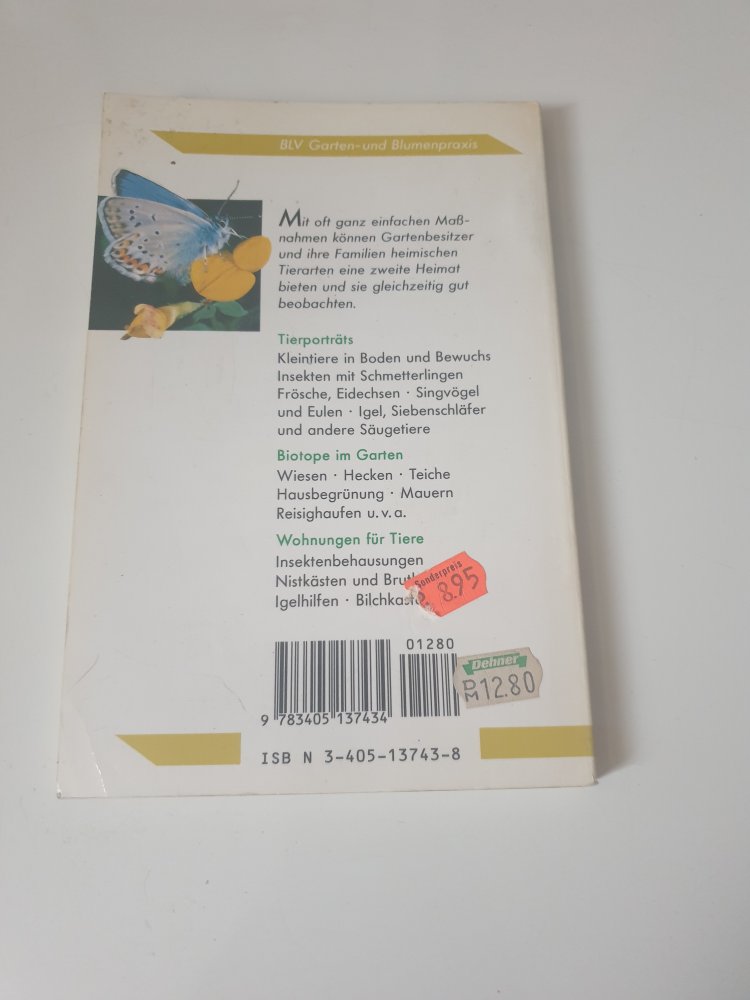 BLV Garten- und Blumenpraxis
Mit oft ganz einfachen Maß-
nahmen können Gartenbesitzer
und ihre Familien heimischen
Tierarten eine zweite Heimat
bieten und sie gleichzeitig gut
beobachten.
Tierporträts
Kleintiere in Boden und Bewuchs
Insekten mit Schmetterlingen
Frösche, Eidechsen · Singvögel
und Eulen · Igel, Siebenschläfer
und andere Säugetiere
Biotope im Garten
Wiesen · Hecken · Teiche
Hausbegrünung · Mauern
Reisighaufen u.v.a.
Wohnungen für Tiere
Insektenbehausungen
Nistkästen und
Igelhilfen ·
Sonderpreis
8.95
01280
Dehner
DM 12.80
9 783405 137434
ISBN 3-405-13743-8